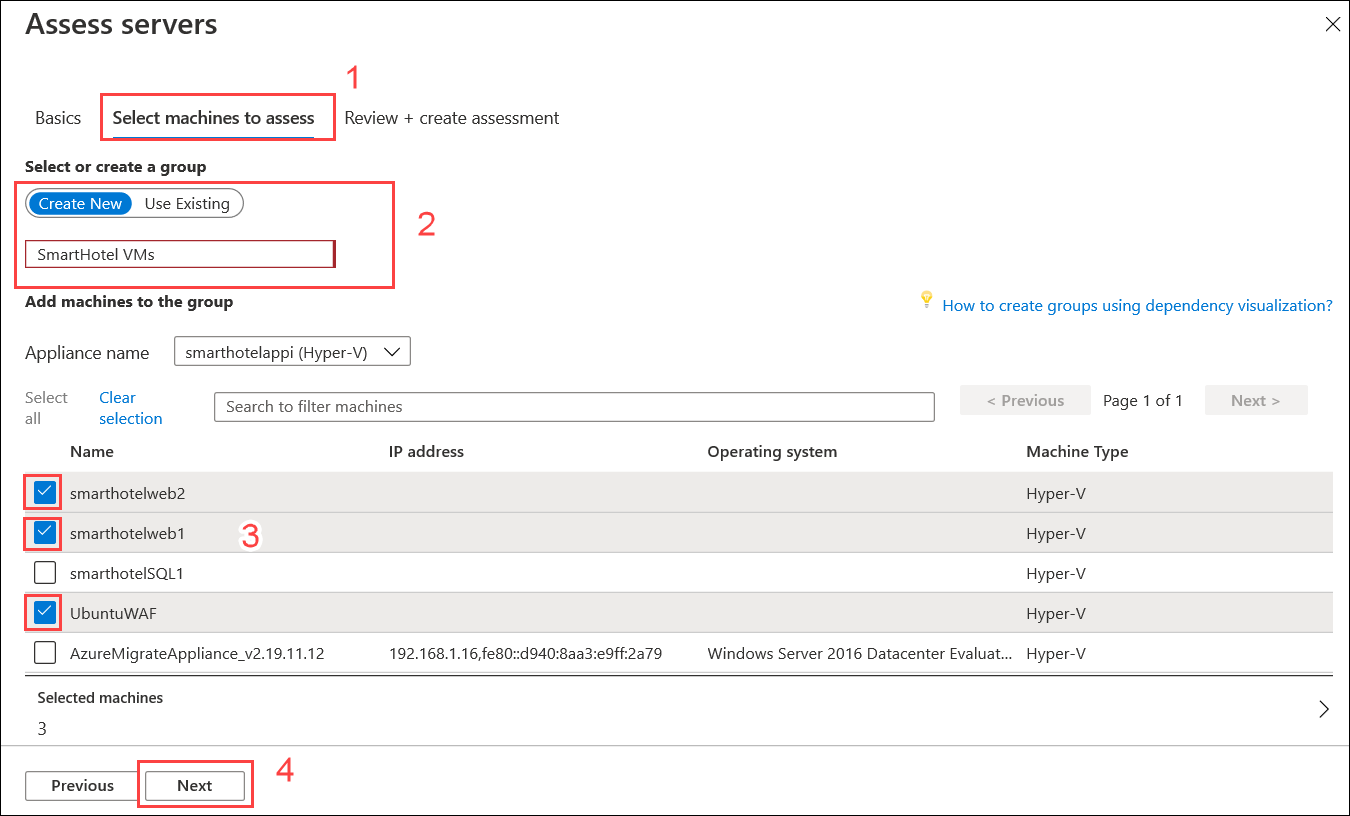 Assess servers
1
Basics Select machines to assess Review + create assessment
Select or create a group
Create New Use Existing
2
SmartHotel VMs
Add machines to the group
How to create groups using dependency visualization?
Appliance name smarthotelappi (Hyper-V)
Select all Clear selection Search to filter machines < Previous Page 1 of 1 Next >
Name IP address Operating system Machine Type
smarthotelweb2 Hyper-V
smarthotelweb1 3 Hyper-V
smarthotelSQL1 Hyper-V
UbuntuWAF Hyper-V
AzureMigrateAppliance_v2.19.11.12 192.168.1.16,fe80::d940:8aa3:e9ff:2a79 Windows Server 2016 Datacenter Evaluat... Hyper-V
Selected machines
3
Previous Next 4